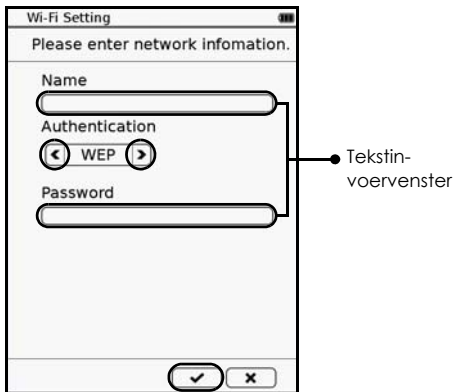 Wi-Fi Setting
Please enter network infomation.
Name
Authentication
WEP
Password
Tekstin-
voervenster